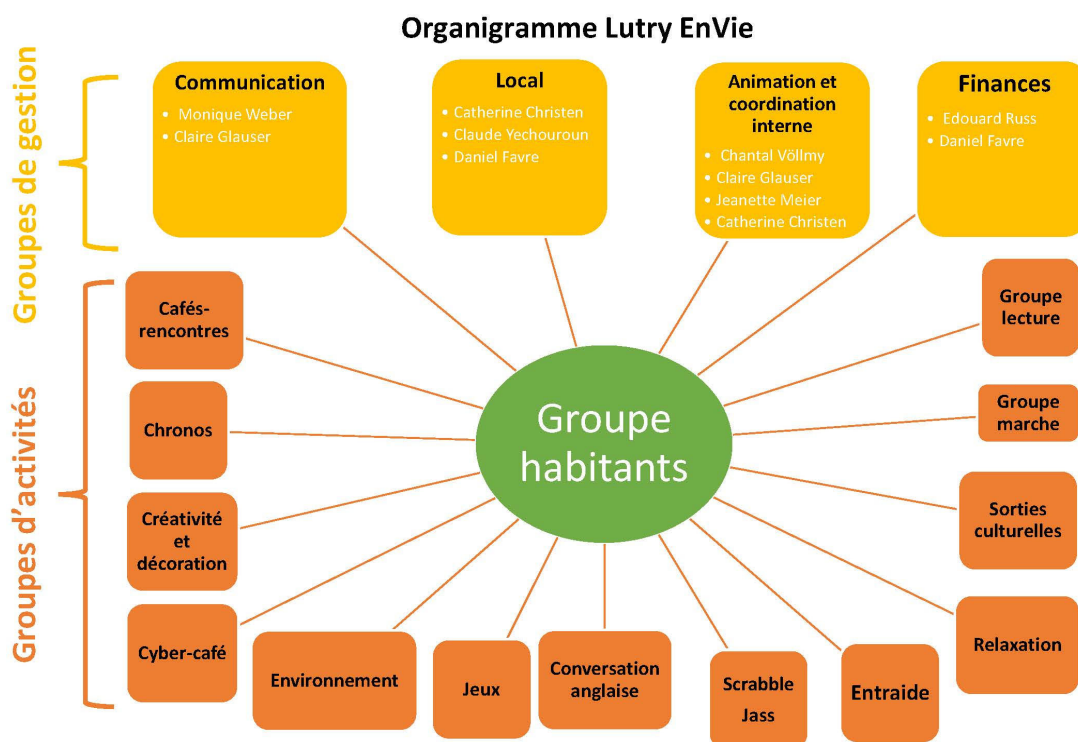 Organigramme Lutry EnVie
Groupes de gestion
Communication
• Monique Weber
• Claire Glauser
Local
• Catherine Christen
• Claude Yechouroun
• Daniel Favre
Animation et
coordination
interne
• Chantal Völlmy
• Claire Glauser
• Jeanette Meier
• Catherine Christen
Finances
• Edouard Russ
• Daniel Favre
Groupes d'activités
Cafés-
rencontres
Chronos
Créativité
et
décoration
Cyber-café
Environnement
Jeux
Conversation
anglaise
Scrabble
Jass
Entraide
Relaxation
Sorties
culturelles
Groupe
marche
Groupe
lecture
Groupe
habitants